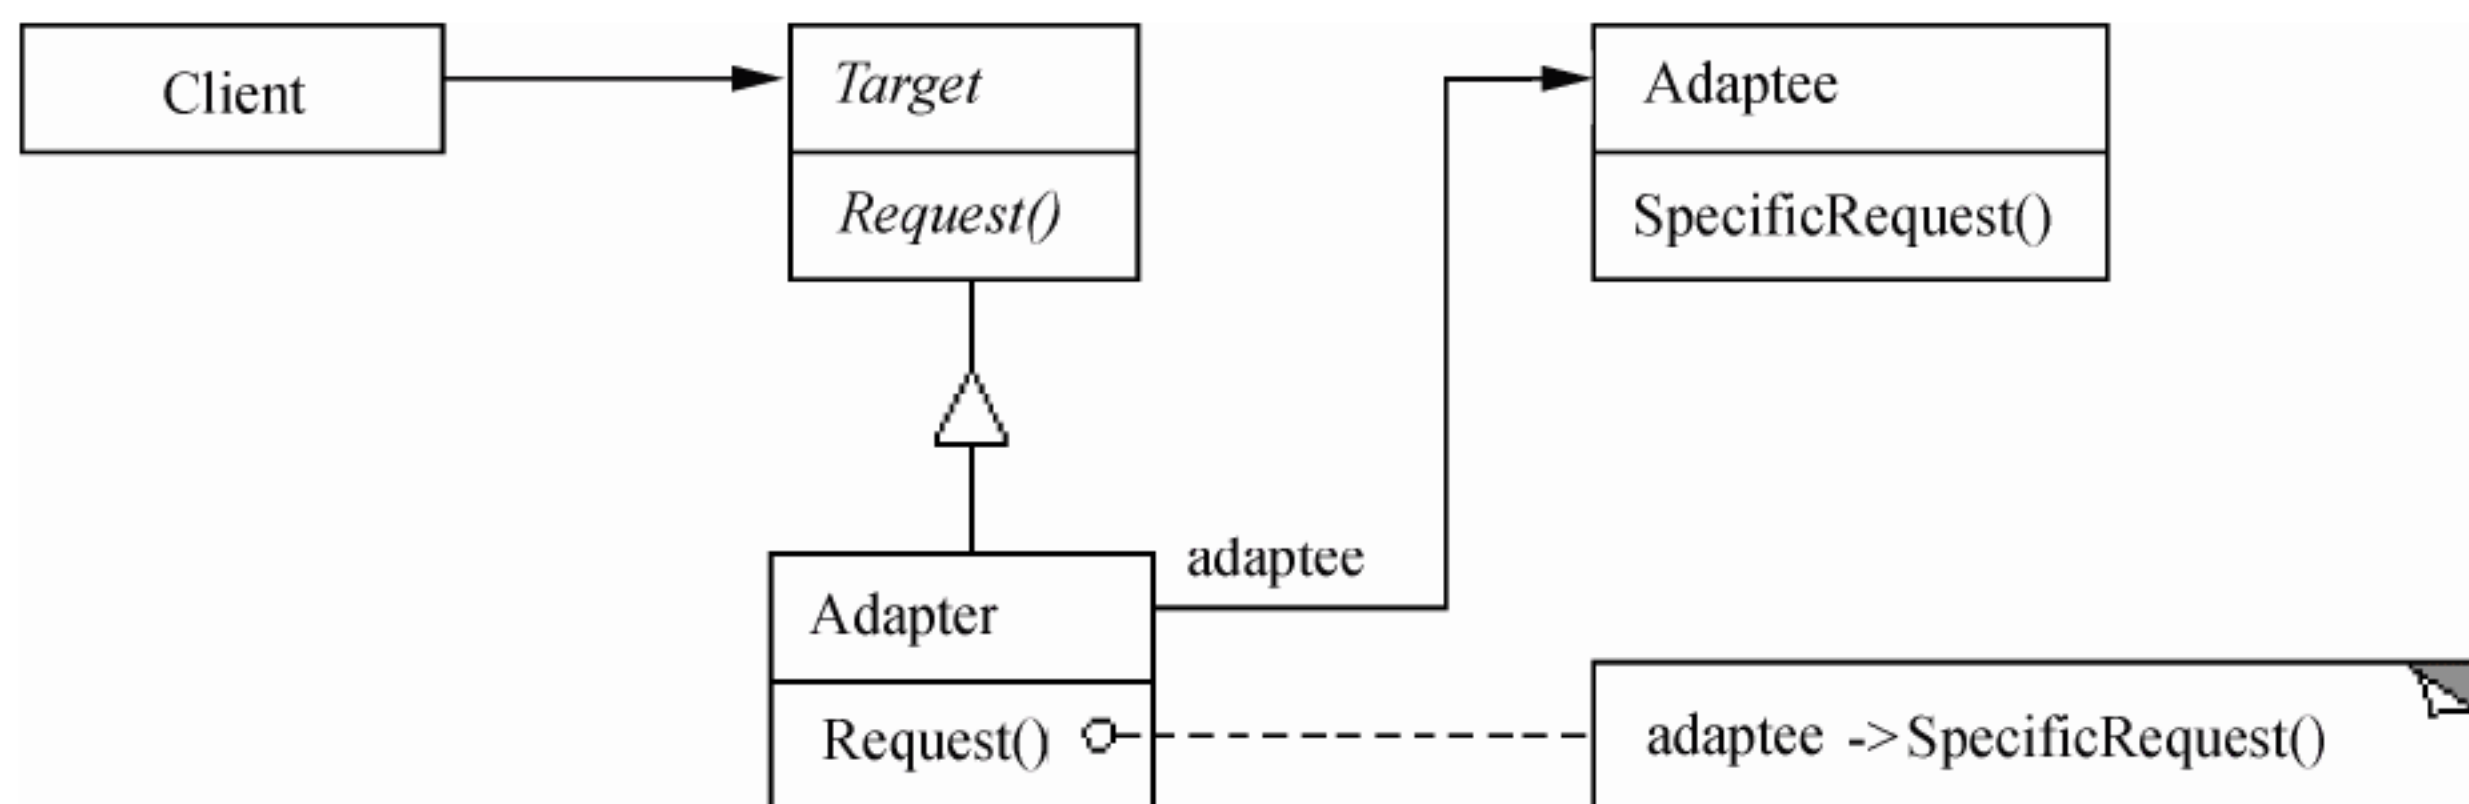 Client
Target
Request()
Adaptee
SpecificRequest()
adaptee
Adapter
Request()
adaptee ->SpecificRequest()